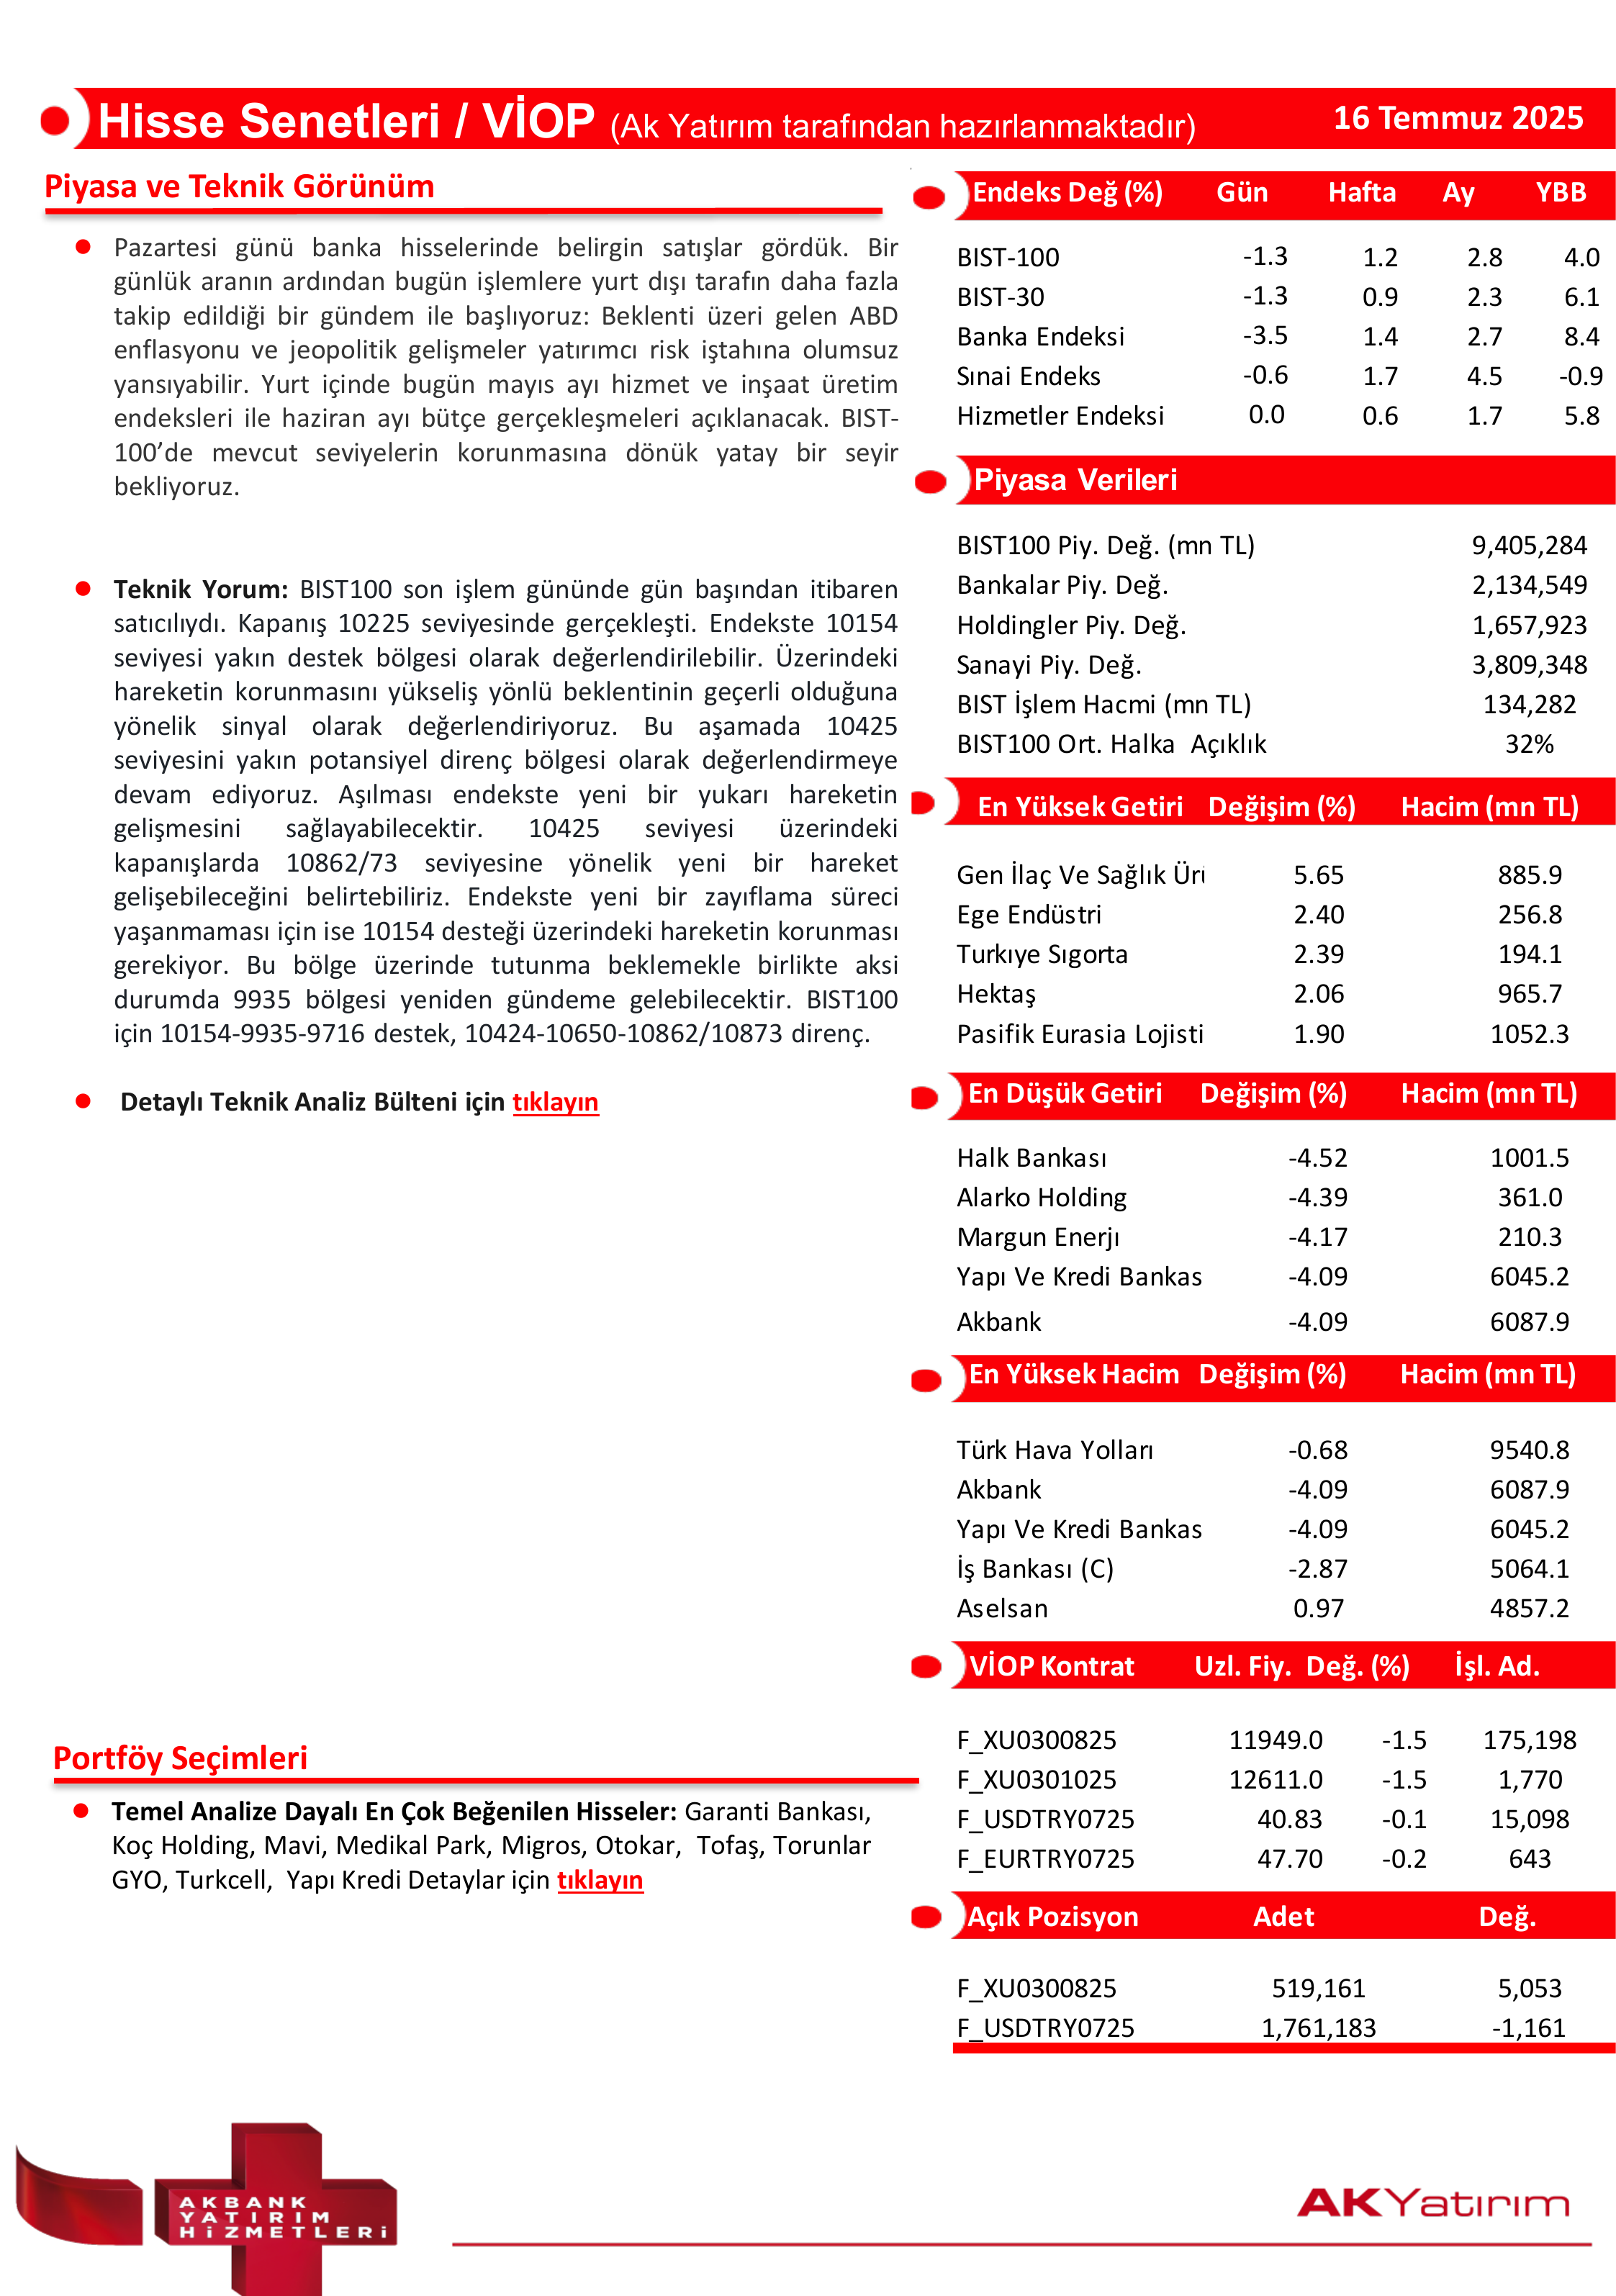 Hisse Senetleri / VİOP (Ak Yatırım tarafından hazırlanmaktadır) 16 Temmuz 2025
Piyasa ve Teknik Görünüm
Pazartesi günü banka hisselerinde belirgin satışlar gördük. Bir
günlük aranın ardından bugün işlemlere yurt dışı tarafın daha fazla
takip edildiği bir gündem ile başlıyoruz: Beklenti üzeri gelen ABD
enflasyonu ve jeopolitik gelişmeler yatırımcı risk iştahına olumsuz
yansıyabilir. Yurt içinde bugün mayıs ayı hizmet ve inşaat üretim
endeksleri ile haziran ayı bütçe gerçekleşmeleri açıklanacak. BIST-
100’de mevcut seviyelerin korunmasına dönük yatay bir seyir
bekliyoruz.
Teknik Yorum: BIST100 son işlem gününde gün başından itibaren
satıcılıydı. Kapanış 10225 seviyesinde gerçekleşti. Endekste 10154
seviyesi yakın destek bölgesi olarak değerlendirilebilir. Üzerindeki
hareketin korunmasını yükseliş yönlü beklentinin geçerli olduğuna
yönelik sinyal olarak değerlendiriyoruz. Bu aşamada 10425
seviyesini yakın potansiyel direnç bölgesi olarak değerlendirmeye
devam ediyoruz. Aşılması endekste yeni bir yukarı hareketin
gelişmesini sağlayabilecektir. 10425 seviyesi üzerindeki
kapanışlarda 10862/73 seviyesine yönelik yeni bir hareket
gelişebileceğini belirtebiliriz. Endekste yeni bir zayıflama süreci
yaşanmaması için ise 10154 desteği üzerindeki hareketin korunması
gerekiyor. Bu bölge üzerinde tutunma beklemekle birlikte aksi
durumda 9935 bölgesi yeniden gündeme gelebilecektir. BIST100
için 10154-9935-9716 destek, 10424-10650-10862/10873 direnç.
Detaylı Teknik Analiz Bülteni için tıklayın
Portföy Seçimleri
Temel Analize Dayalı En Çok Beğenilen Hisseler: Garanti Bankası,
Koç Holding, Mavi, Medikal Park, Migros, Otokar, Tofaş, Torunlar
GYO, Turkcell, Yapı Kredi Detaylar için tıklayın
Endeks Değ (%) Gün Hafta Ay YBB
BIST-100 -1.3 1.2 2.8 4.0
BIST-30 -1.3 0.9 2.3 6.1
Banka Endeksi -3.5 1.4 2.7 8.4
Sınai Endeks -0.6 1.7 4.5 -0.9
Hizmetler Endeksi 0.0 0.6 1.7 5.8
Piyasa Verileri
BIST100 Piy. Değ. (mn TL) 9,405,284
Bankalar Piy. Değ. 2,134,549
Holdingler Piy. Değ. 1,657,923
Sanayi Piy. Değ. 3,809,348
BIST İşlem Hacmi (mn TL) 134,282
BIST100 Ort. Halka Açıklık 32%
En Yüksek Getiri Değişim (%) Hacim (mn TL)
Gen İlaç Ve Sağlık Ürü 5.65 885.9
Ege Endüstri 2.40 256.8
Turkıye Sıgorta 2.39 194.1
Hektaş 2.06 965.7
Pasifik Eurasia Lojisti 1.90 1052.3
En Düşük Getiri Değişim (%) Hacim (mn TL)
Halk Bankası -4.52 1001.5
Alarko Holding -4.39 361.0
Margun Enerjı -4.17 210.3
Yapı Ve Kredi Bankas -4.09 6045.2
Akbank -4.09 6087.9
En Yüksek Hacim Değişim (%) Hacim (mn TL)
Türk Hava Yolları -0.68 9540.8
Akbank -4.09 6087.9
Yapı Ve Kredi Bankas -4.09 6045.2
İş Bankası (C) -2.87 5064.1
Aselsan 0.97 4857.2
VİOP Kontrat Uzl. Fiy. Değ. (%) İşl. Ad.
F_XU0300825 11949.0 -1.5 175,198
F_XU0301025 12611.0 -1.5 1,770
F_USDTRY0725 40.83 -0.1 15,098
F_EURTRY0725 47.70 -0.2 643
Açık Pozisyon Adet Değ.
F_XU0300825 519,161 5,053
F_USDTRY0725 1,761,183 -1,161
AKBANK
YATIRIM
HİZMETLERİ
AKYatırım